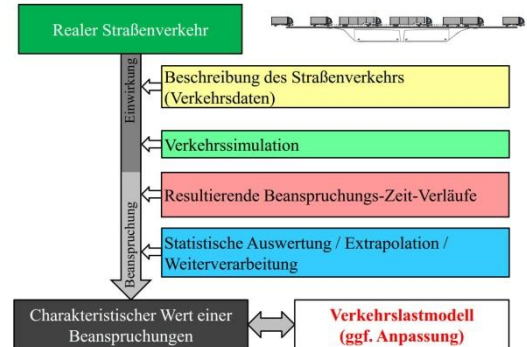 Realer Straßenverkehr
Einwirkung
Beschreibung des Straßenverkehrs
(Verkehrsdaten)
Verkehrssimulation
Beanspruchung
Resultierende Beanspruchungs-Zeit-Verläufe
Statistische Auswertung / Extrapolation /
Weiterverarbeitung
Charakteristischer Wert einer
Beanspruchungen
Verkehrslastmodell
(ggf. Anpassung)